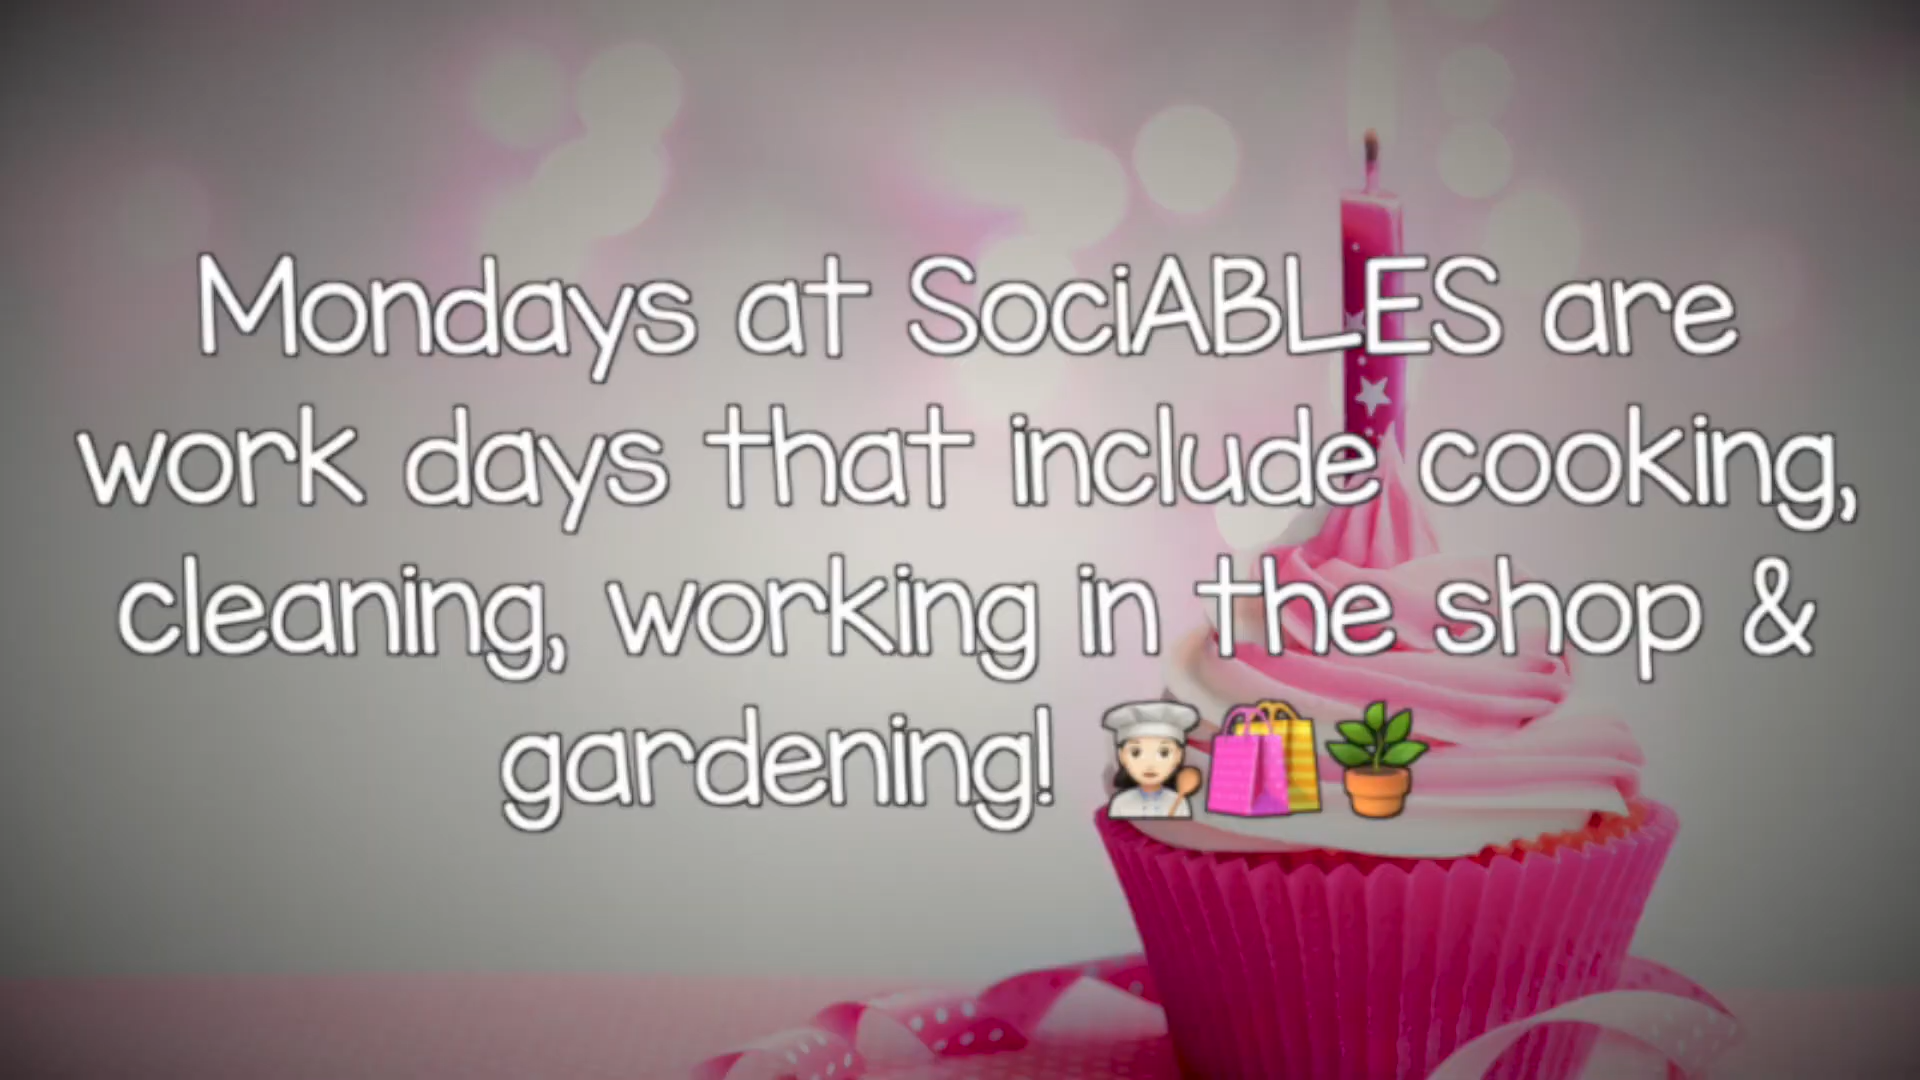 Mondays at SociABLES are
work days that include cooking,
cleaning, working in the shop &
gardening! 👩🏻‍🍳🛍️🪴